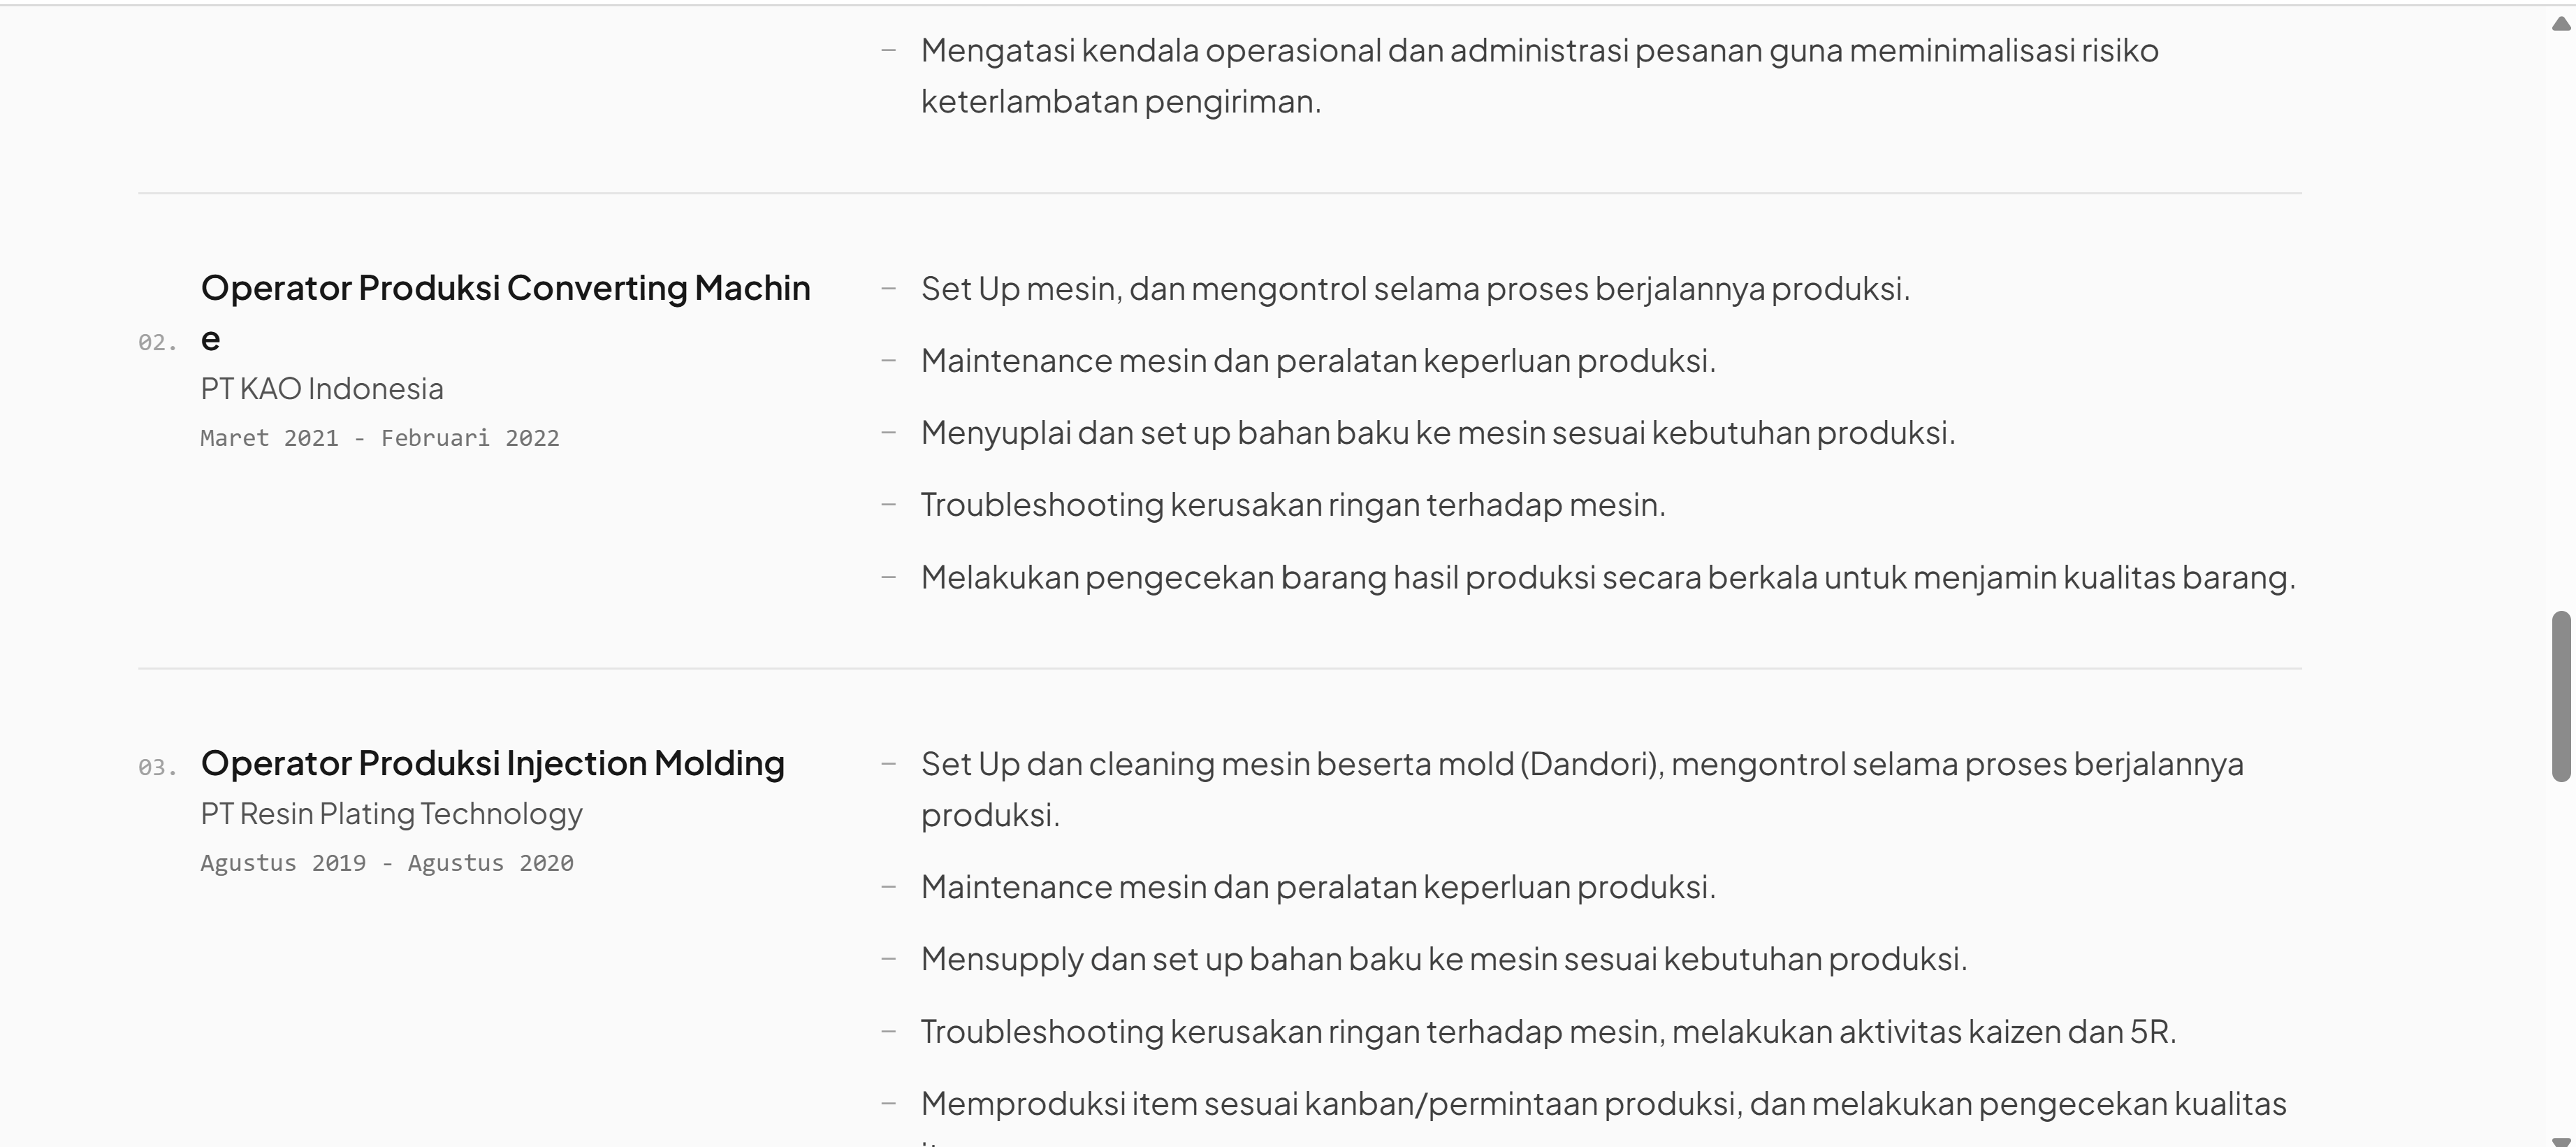 – Mengatasi kendala operasional dan administrasi pesanan guna meminimalisasi risiko
keterlambatan pengiriman.
Operator Produksi Converting Machin
02. e
PT KAO Indonesia
Maret 2021 - Februari 2022
– Set Up mesin, dan mengontrol selama proses berjalannya produksi.
– Maintenance mesin dan peralatan keperluan produksi.
– Menyuplai dan set up bahan baku ke mesin sesuai kebutuhan produksi.
– Troubleshooting kerusakan ringan terhadap mesin.
– Melakukan pengecekan barang hasil produksi secara berkala untuk menjamin kualitas barang.
03. Operator Produksi Injection Molding
PT Resin Plating Technology
Agustus 2019 - Agustus 2020
– Set Up dan cleaning mesin beserta mold (Dandori), mengontrol selama proses berjalannya
produksi.
– Maintenance mesin dan peralatan keperluan produksi.
– Mensupply dan set up bahan baku ke mesin sesuai kebutuhan produksi.
– Troubleshooting kerusakan ringan terhadap mesin, melakukan aktivitas kaizen dan 5R.
– Memproduksi item sesuai kanban/permintaan produksi, dan melakukan pengecekan kualitas